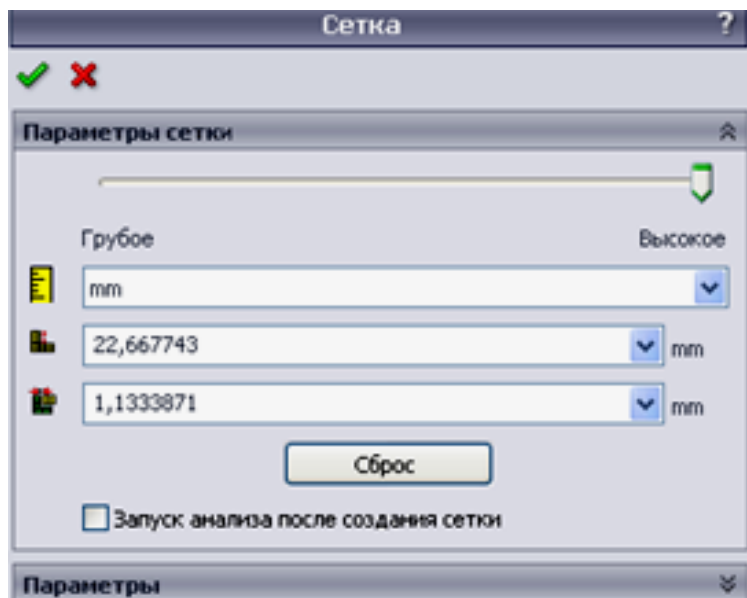 Сетка ?
Параметры сетки
Грубое Высокое
mm
22,667743 mm
1,1333871 mm
Сброс
Запуск анализа после создания сетки
Параметры